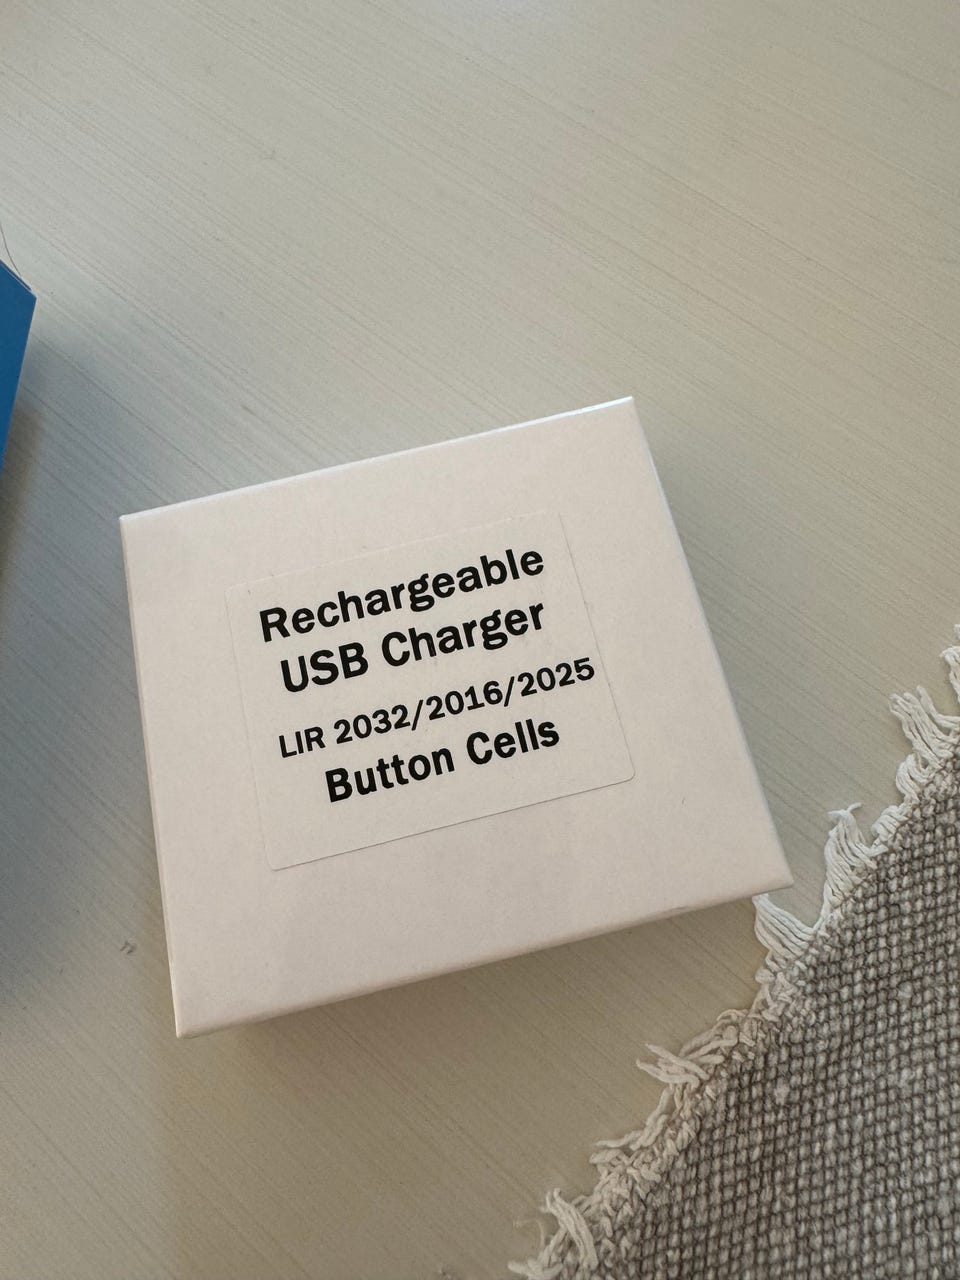 Rechargeable
USB Charger
LIR 2032/2016/2025
Button Cells